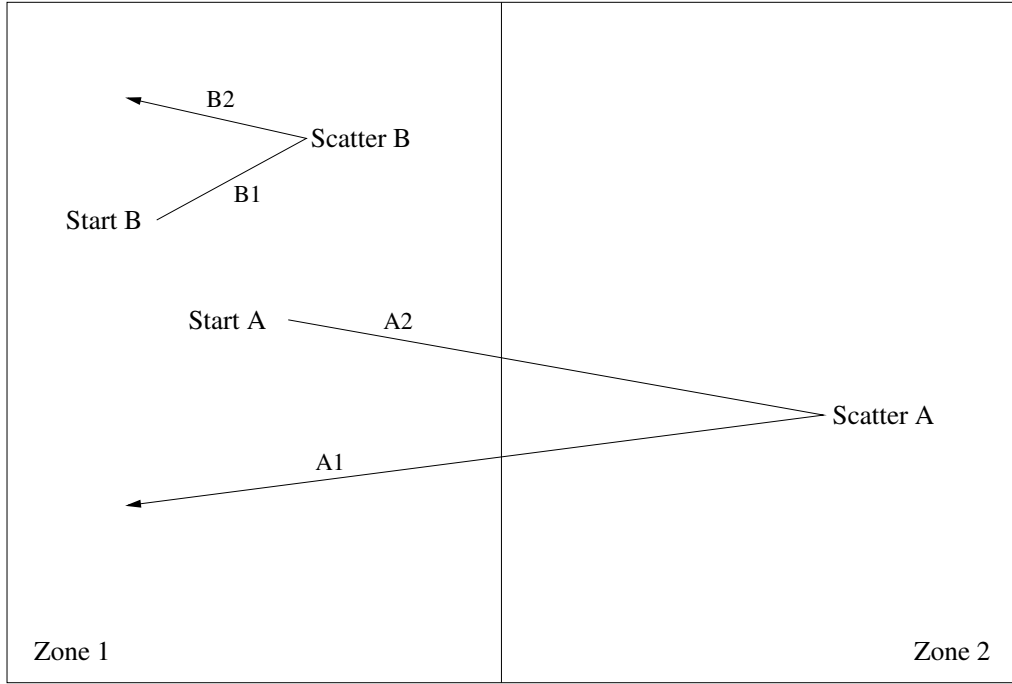 B2
Scatter B
B1
Start B
Start A
A2
Scatter A
A1
Zone 1
Zone 2